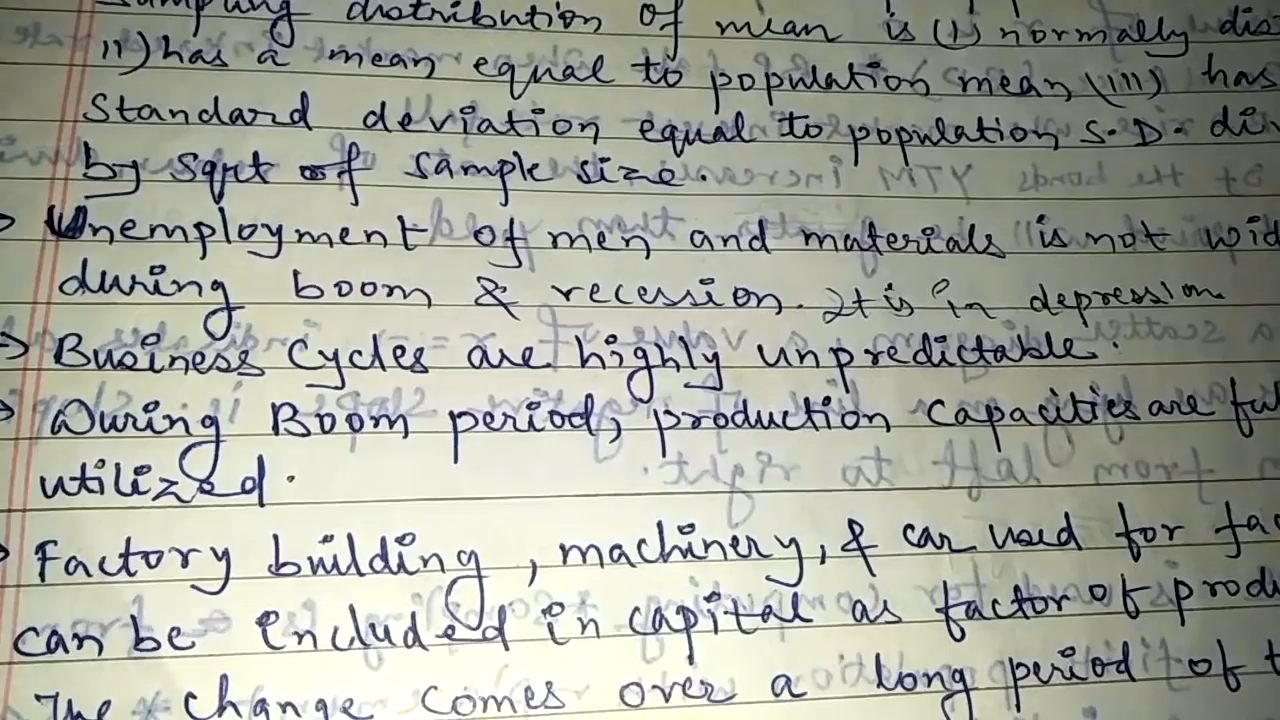 sampling distribution of mean is (i) normally dis
ii) has a mean equal to population mean (iii) has
Standard deviation equal to population S.D. di
by sqrt of sample size.
Unemployment of men and materials is not wid
during boom & recession. It is in depression
→ Business Cycles are highly unpredictable.
→ During Boom period, production capacities are ful
utilized.
Factory building, machinery, & car used for fac
can be included in capital as factor of produ
The change comes over a long period of t